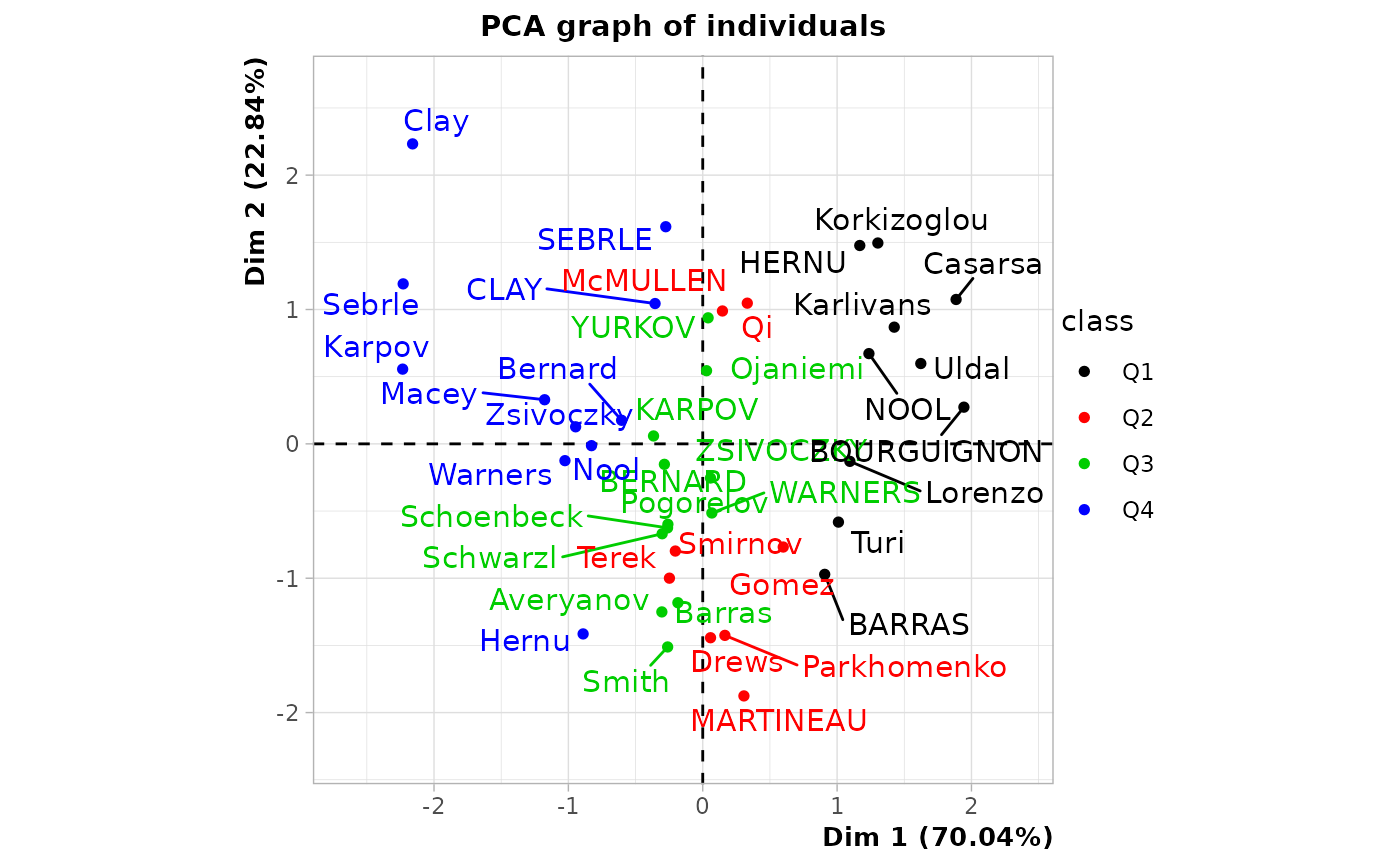 PCA graph of individuals
Dim 2 (22.84%)
2
1
0
-1
-2
Clay
Korkizoglou
SEBRLE
HERNU
Casarsa
McMULLEN
CLAY
Sebrle
Karlivans
YURKOV
Qi
Karpov
Bernard
Ojaniemi
Uldal
Macey
Zsivoczky
KARPOV
NOOL
ZSIVOCZKY
BOURGUIGNON
Warners
Nool
BERNARD
Pogorelov
WARNERS
Lorenzo
Schoenbeck
Schwarzl
Terek
Smirnov
Turi
Gomez
Averyanov
Barras
BARRAS
Hernu
Drews
Parkhomenko
Smith
MARTINEAU
class
Q1
Q2
Q3
Q4
-2 -1 0 1 2
Dim 1 (70.04%)